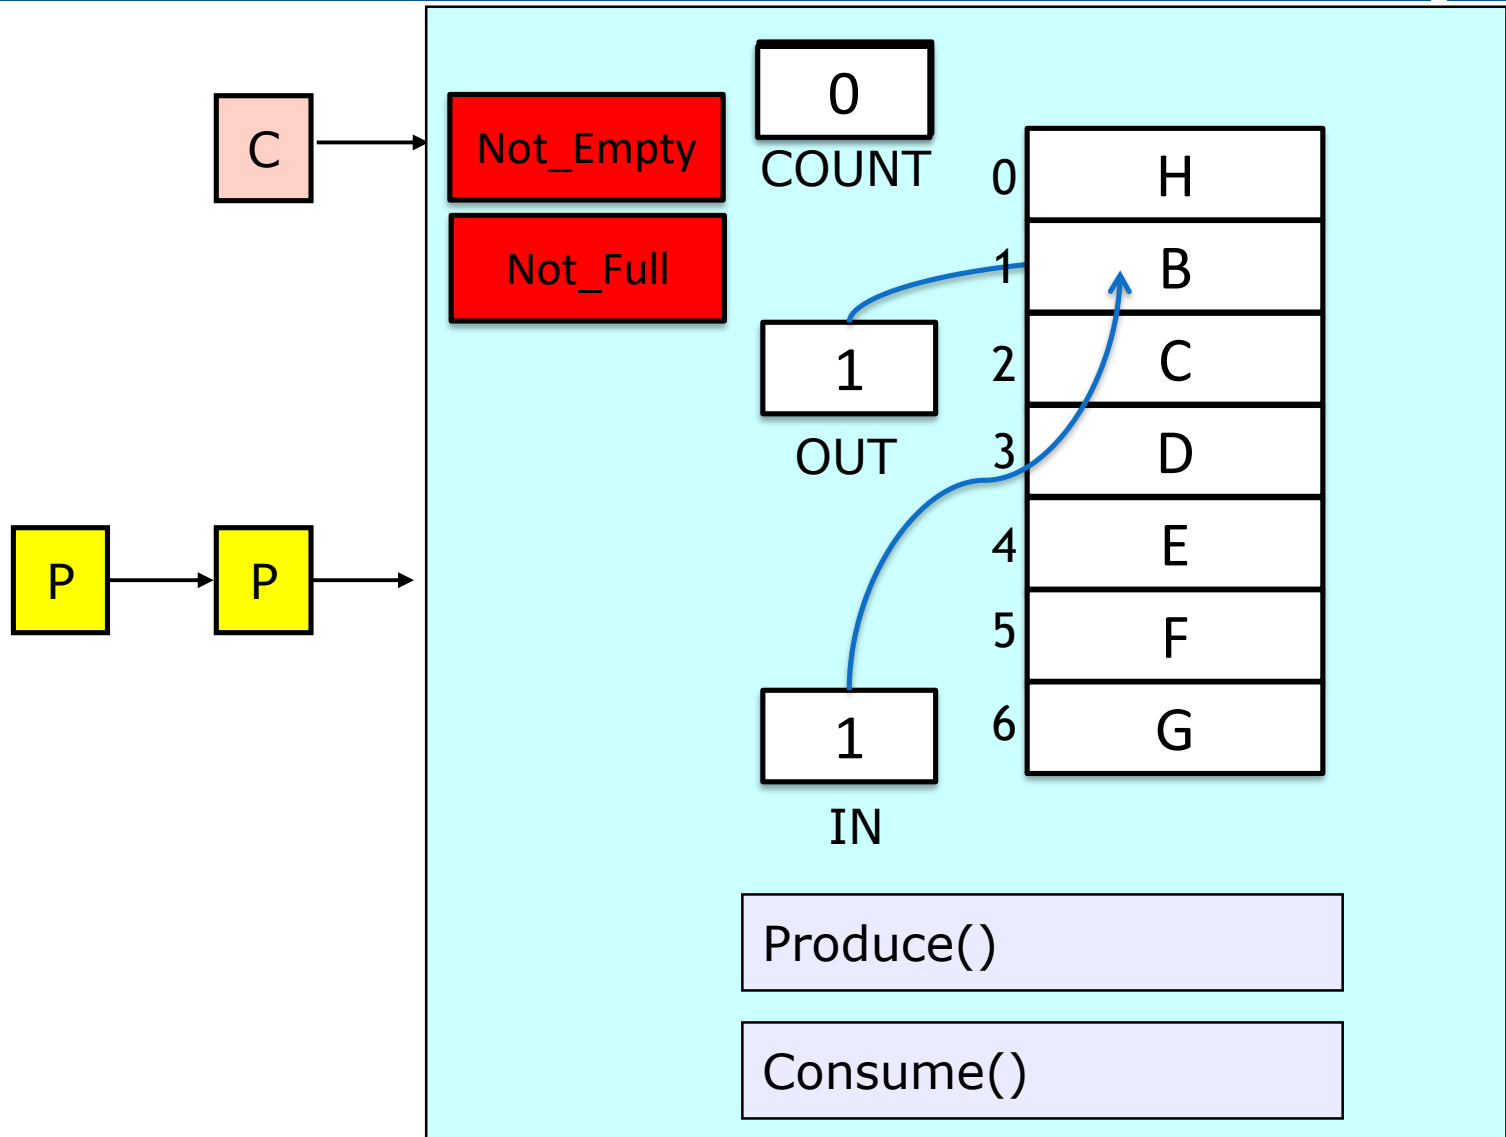 0
COUNT
C
Not_Empty
Not_Full
0 H
1 B
2 C
3 D
4 E
5 F
6 G
1
OUT
P P
1
IN
Produce()
Consume()